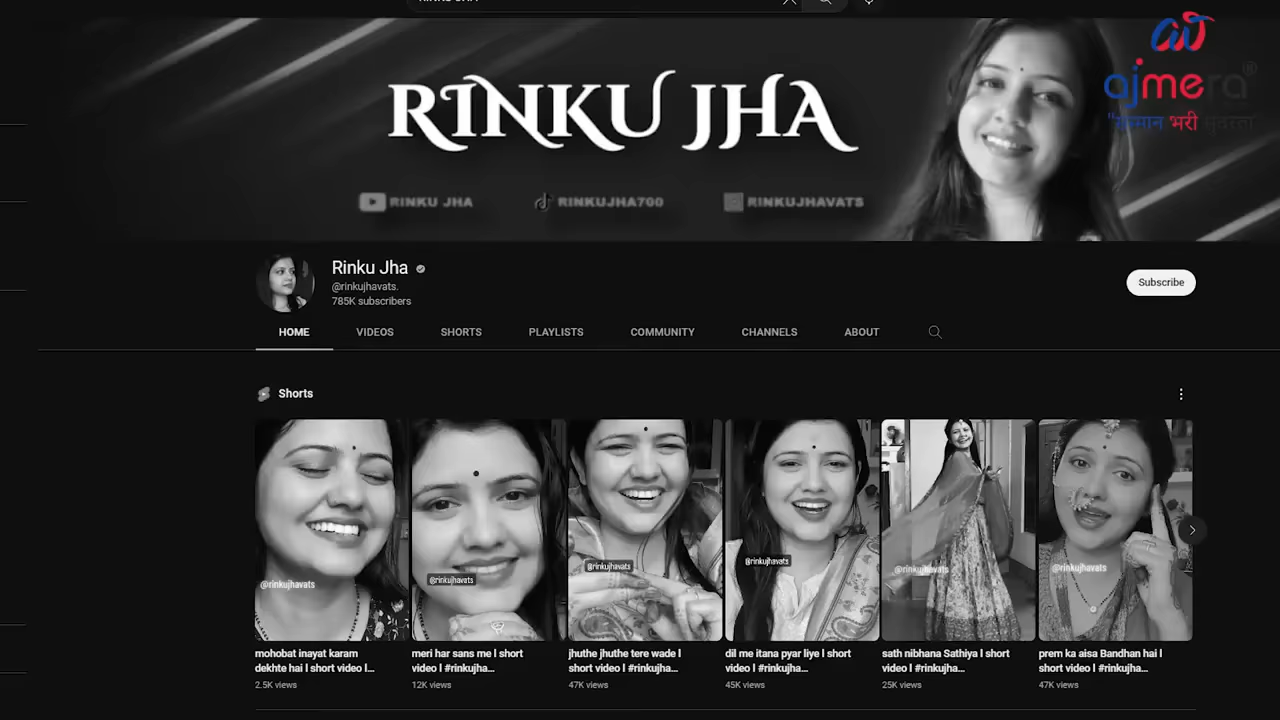 RINKU JHA
ajmera®
भरी
RINKU JHA
RINKUJHA700
RINKUJHAVATS
Rinku Jha
@rinkujhavats.
785K subscribers
Subscribe
HOME VIDEOS SHORTS PLAYLISTS COMMUNITY CHANNELS ABOUT
Shorts
@rinkujhavats
@rinkujhavats
@rinkujhavats
@rinkujhavats
@rinkujhavats
@rinkujhavats
mohobat inayat karam
dekhte hai l short video l...
2.5K views
meri har sans me l short
video l #rinkujha...
12K views
jhuthe jhuthe tere wade l
short video l #rinkujha...
47K views
dil me itana pyar liye l short
video l #rinkujha...
45K views
sath nibhana Sathiya l short
video l #rinkujha...
25K views
prem ka aisa Bandhan hai l
short video l #rinkujha...
47K views